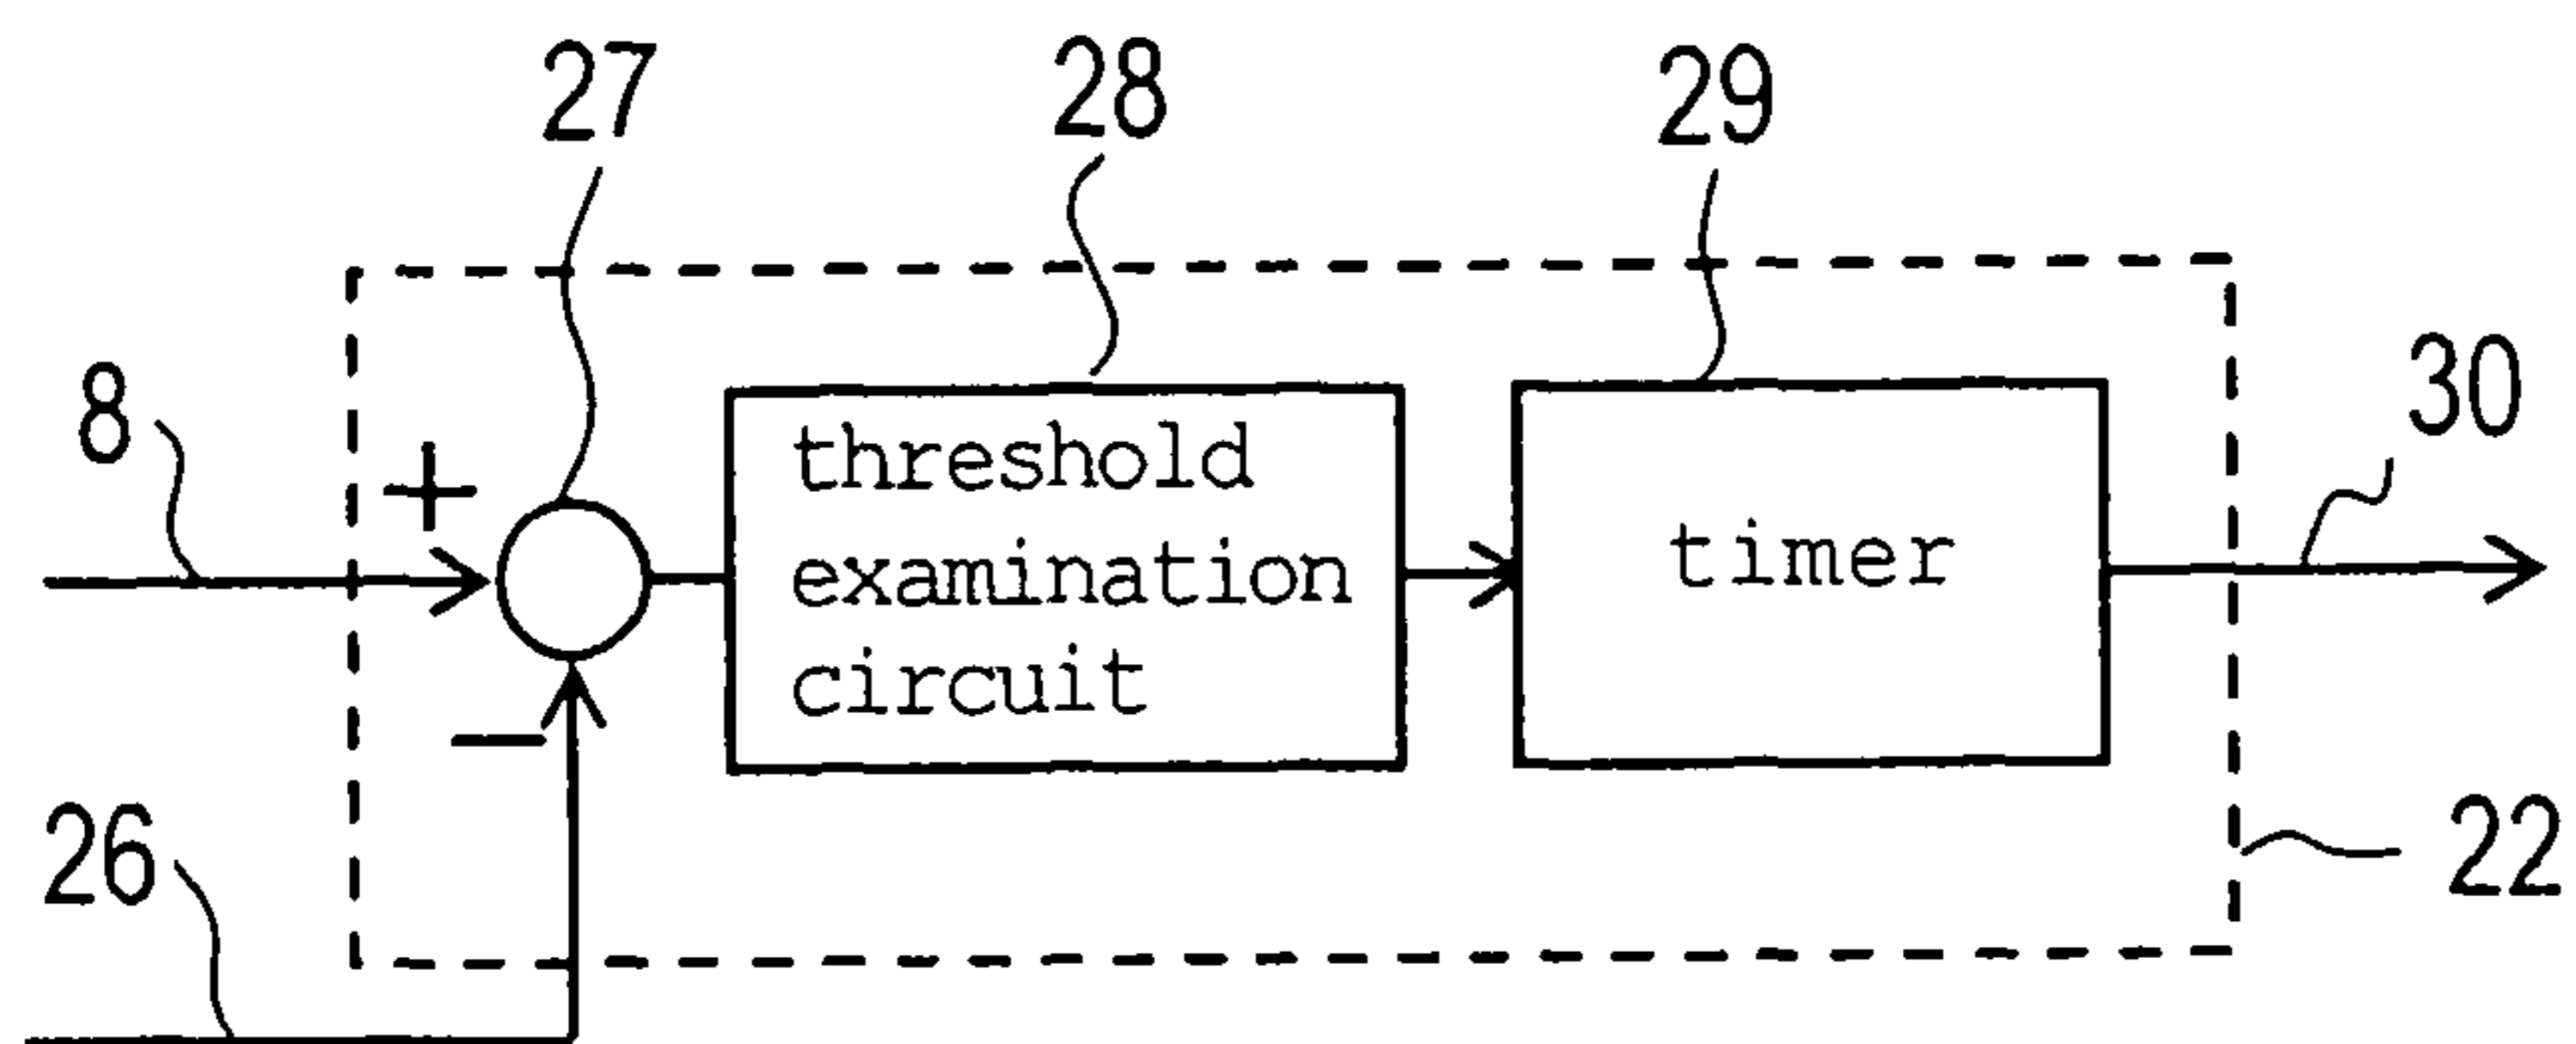 27
28
29
8
+
threshold
examination
circuit
timer
30
−
26
22